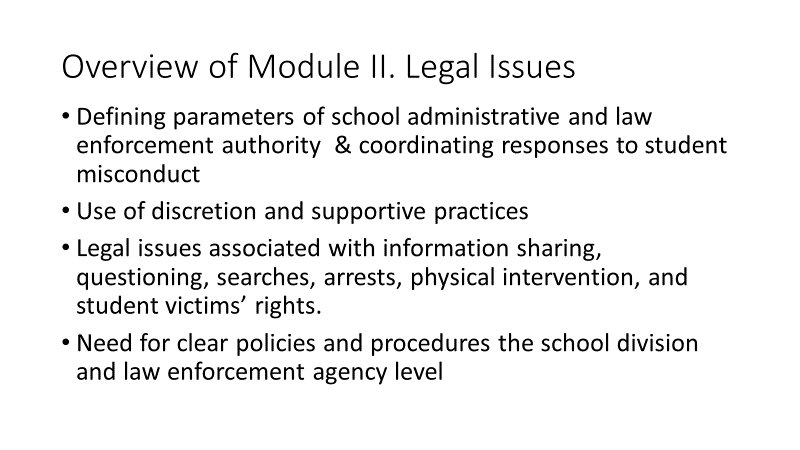 Overview of Module II. Legal Issues
• Defining parameters of school administrative and law
enforcement authority  & coordinating responses to student
misconduct
• Use of discretion and supportive practices
• Legal issues associated with information sharing,
questioning, searches, arrests, physical intervention, and
student victims’ rights.
• Need for clear policies and procedures the school division
and law enforcement agency level